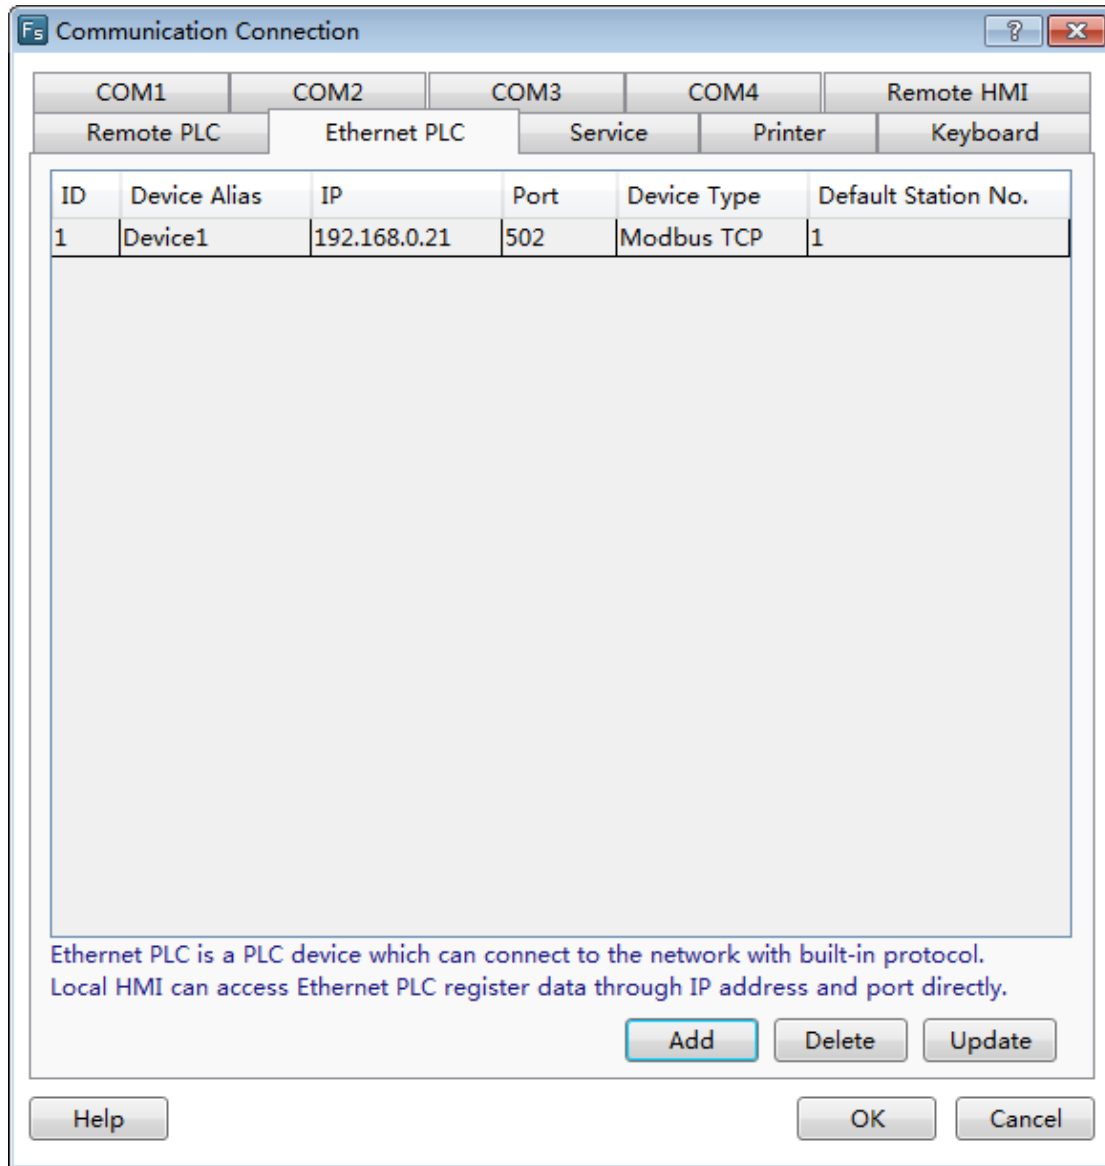 Fs Communication Connection ?
COM1 COM2 COM3 COM4 Remote HMI
Remote PLC Ethernet PLC Service Printer Keyboard
ID Device Alias IP Port Device Type Default Station No.
1 Device1 192.168.0.21 502 Modbus TCP 1
Ethernet PLC is a PLC device which can connect to the network with built-in protocol.
Local HMI can access Ethernet PLC register data through IP address and port directly.
Add Delete Update
Help OK Cancel